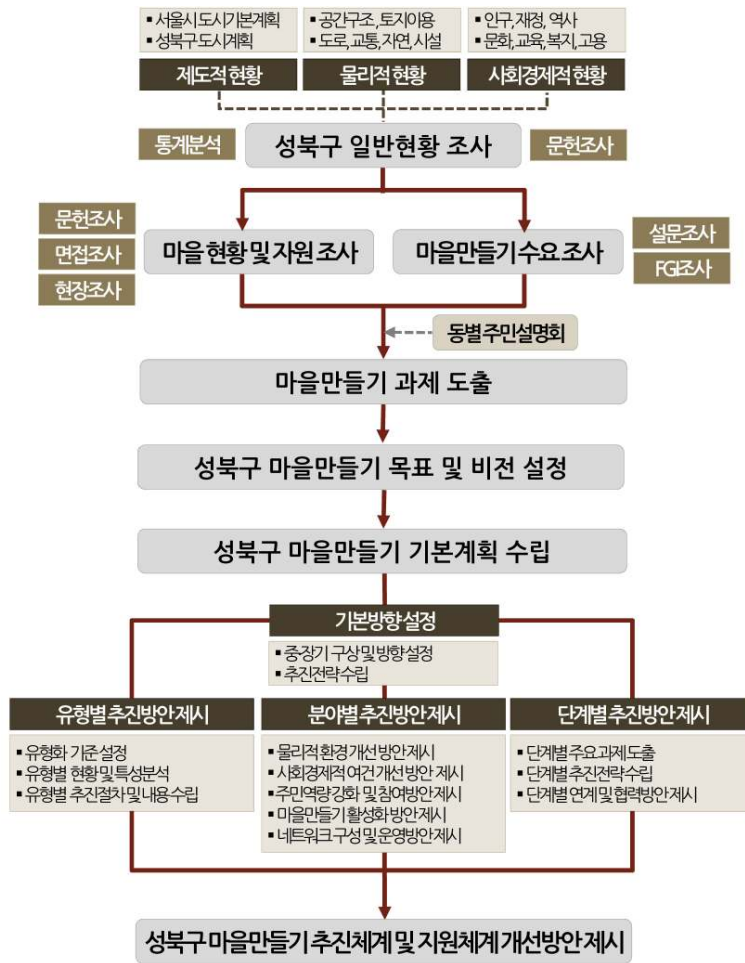 ▪ 서울시 도시기본계획
▪ 성북구 도시계획
제도적 현황
▪ 공간구조, 토지이용
▪ 도로, 교통, 자연, 시설
물리적 현황
▪ 인구, 재정, 역사
▪ 문화, 교육, 복지, 고용
사회경제적 현황
통계분석
성북구 일반현황 조사
문헌조사
문헌조사
면접조사
현장조사
마을 현황 및 자원 조사
마을만들기 수요 조사
설문조사
FGI조사
동별 주민설명회
마을만들기 과제 도출
성북구 마을만들기 목표 및 비전 설정
성북구 마을만들기 기본계획 수립
기본방향 설정
▪ 중·장기 구상 및 방향 설정
▪ 추진전략 수립
유형별 추진방안 제시
▪ 유형화 기준 설정
▪ 유형별 현황 및 특성분석
▪ 유형별 추진절차 및 내용 수립
분야별 추진방안 제시
▪ 물리적 환경 개선 방안 제시
▪ 사회경제적 여건 개선 방안 제시
▪ 주민역량 강화 및 참여방안 제시
▪ 마을만들기 활성화 방안 제시
▪ 네트워크 구성 및 운영방안 제시
단계별 추진방안 제시
▪ 단계별 주요 과제 도출
▪ 단계별 추진전략 수립
▪ 단계별 연계 및 협력방안 제시
성북구 마을만들기 추진체계 및 지원체계 개선방안 제시